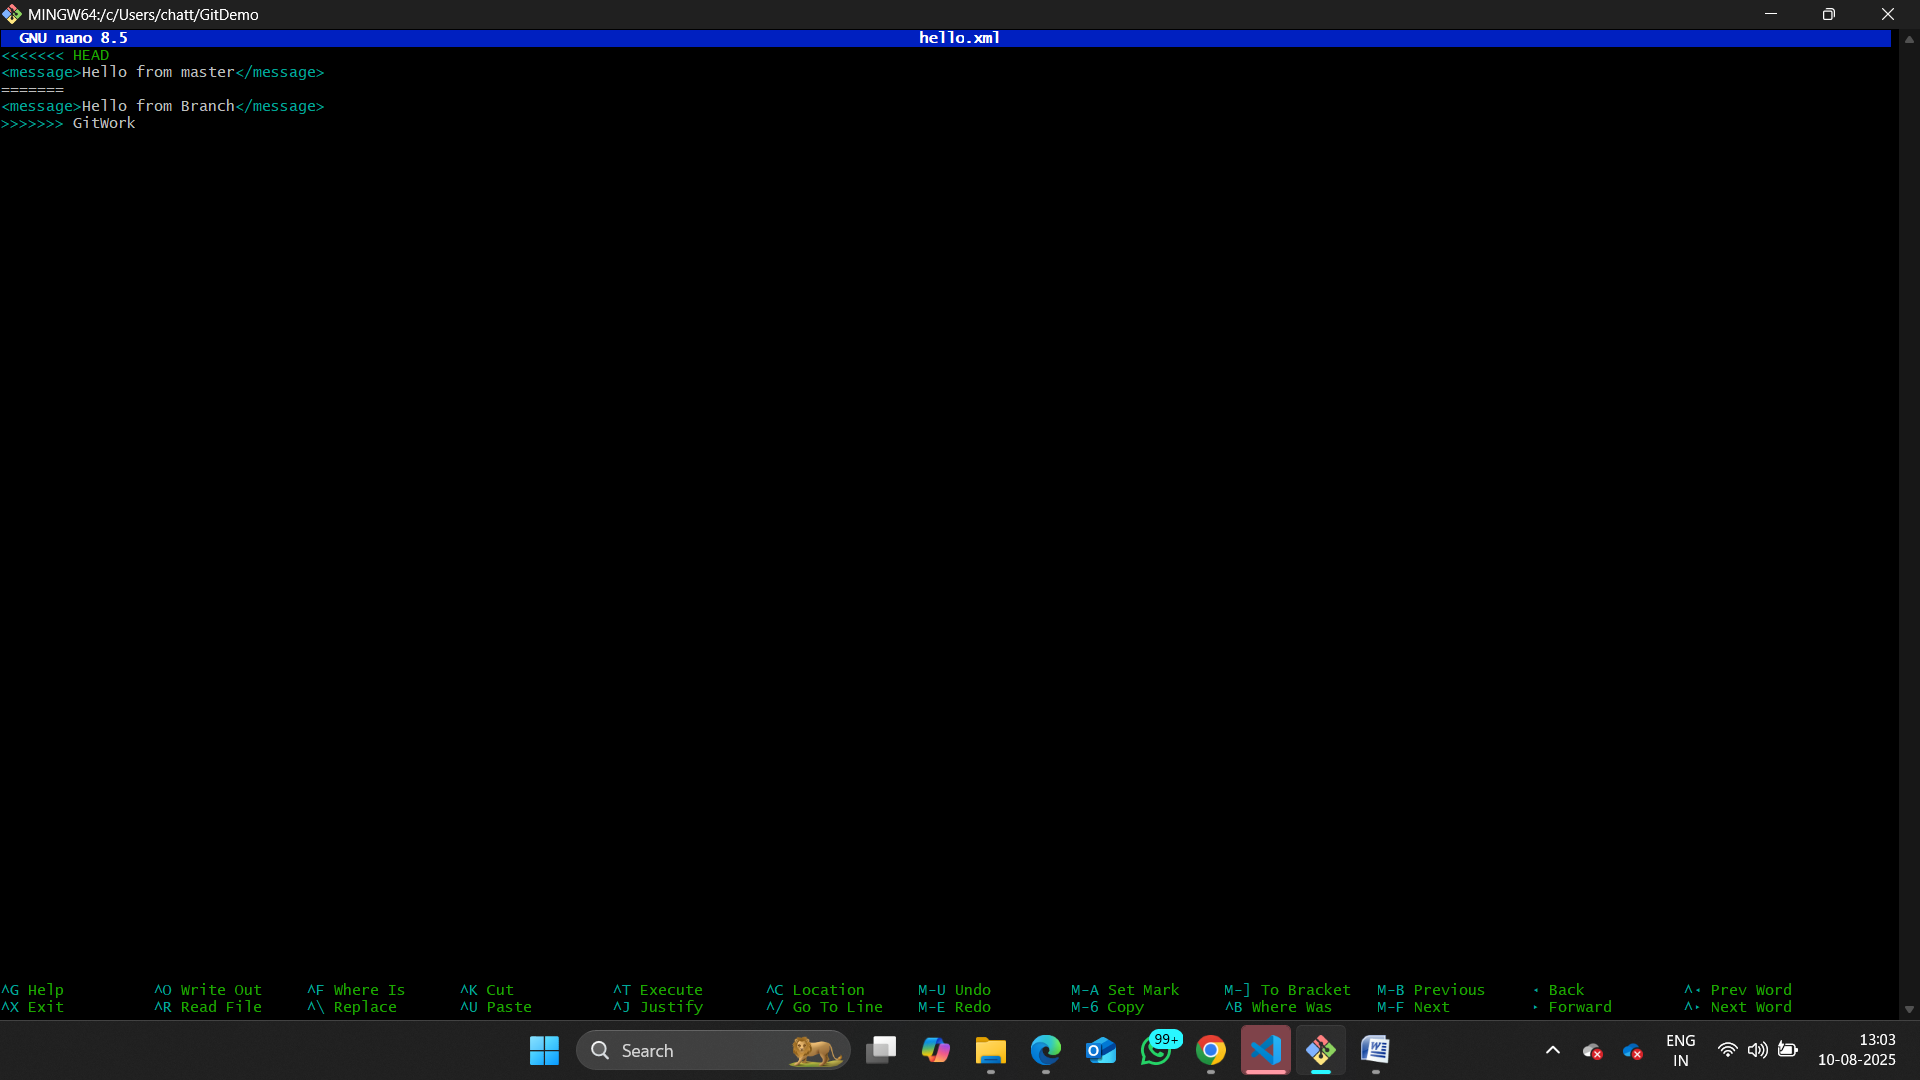 MINGW64:/c/Users/chatt/GitDemo
GNU nano 8.5 hello.xml
<<<<<<< HEAD
<message>Hello from master</message>
=======
<message>Hello from Branch</message>
>>>>>>> GitWork
^G Help ^O Write Out ^F Where Is ^K Cut ^T Execute ^C Location M-U Undo M-A Set Mark M-] To Bracket M-B Previous ◂ Back ^◂ Prev Word
^X Exit ^R Read File ^\ Replace ^U Paste ^J Justify ^/ Go To Line M-E Redo M-6 Copy ^B Where Was M-F Next ▸ Forward ^▸ Next Word
Search
99+
ENG
IN
13:03
10-08-2025